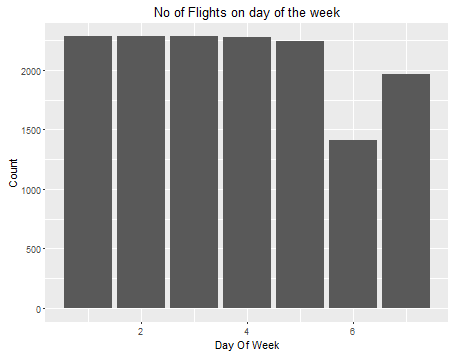 No of Flights on day of the week
2000
1500
1000
500
0
Count
2 4 6
Day Of Week